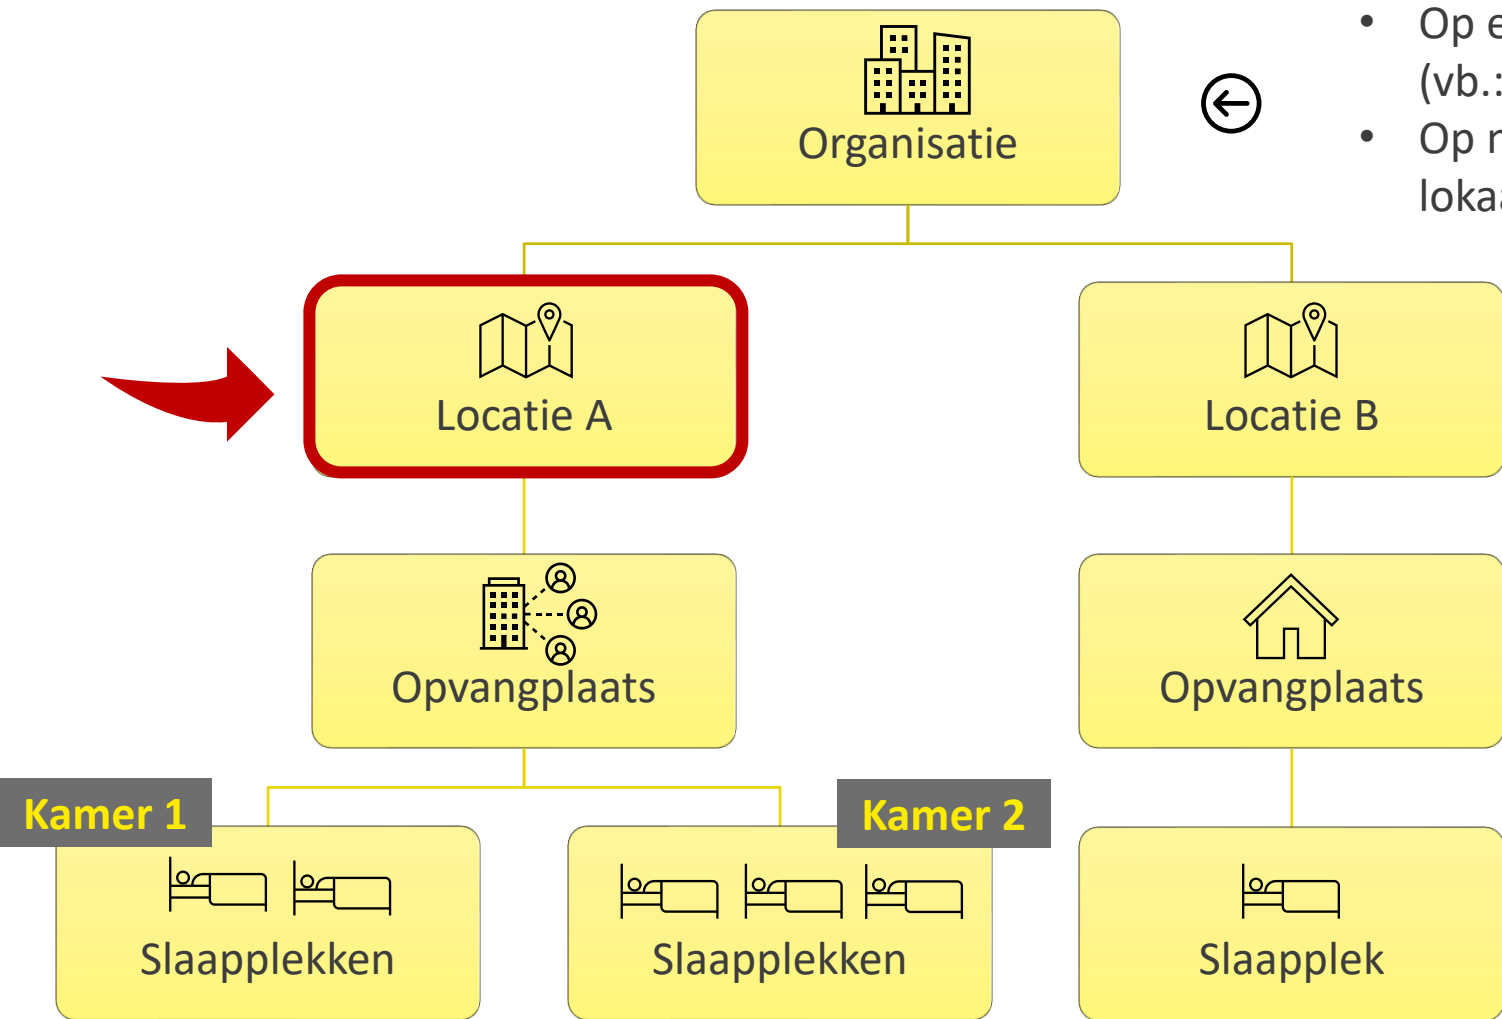 • Op
(vb.:
• Op
Organisatie
Locatie A
Locatie B
Opvangplaats
Opvangplaats
Kamer 1
Kamer 2
Slaapplekken
Slaapplekken
Slaapplek